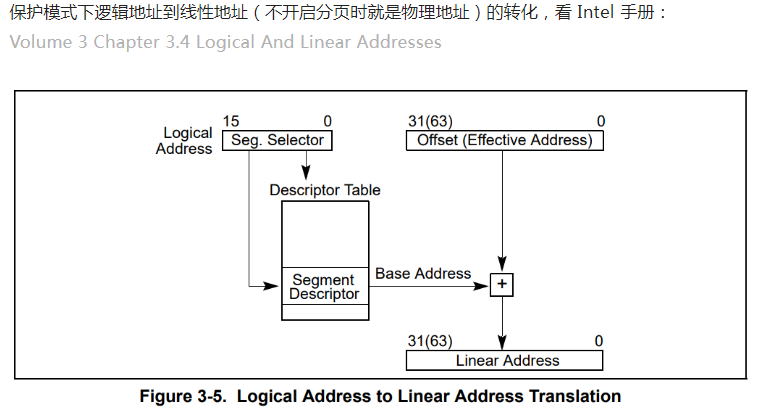 保护模式下逻辑地址到线性地址（不开启分页时就是物理地址）的转化，看 Intel 手册：
Volume 3 Chapter 3.4 Logical And Linear Addresses
15 0 31(63) 0
Logical Address
Seg. Selector
Offset (Effective Address)
Descriptor Table
Base Address
Segment
Descriptor
+
31(63) 0
Linear Address
Figure 3-5. Logical Address to Linear Address Translation